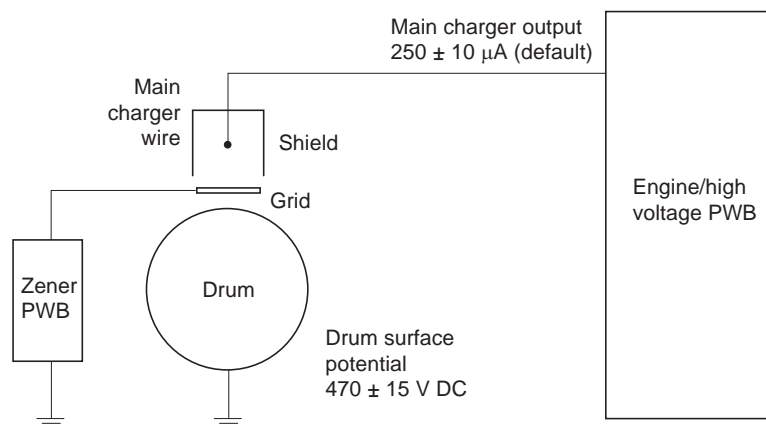 Main charger output
250 ± 10 μA (default)
Main
charger
wire
Shield
Grid
Engine/high
voltage PWB
Zener
PWB
Drum
Drum surface
potential
470 ± 15 V DC